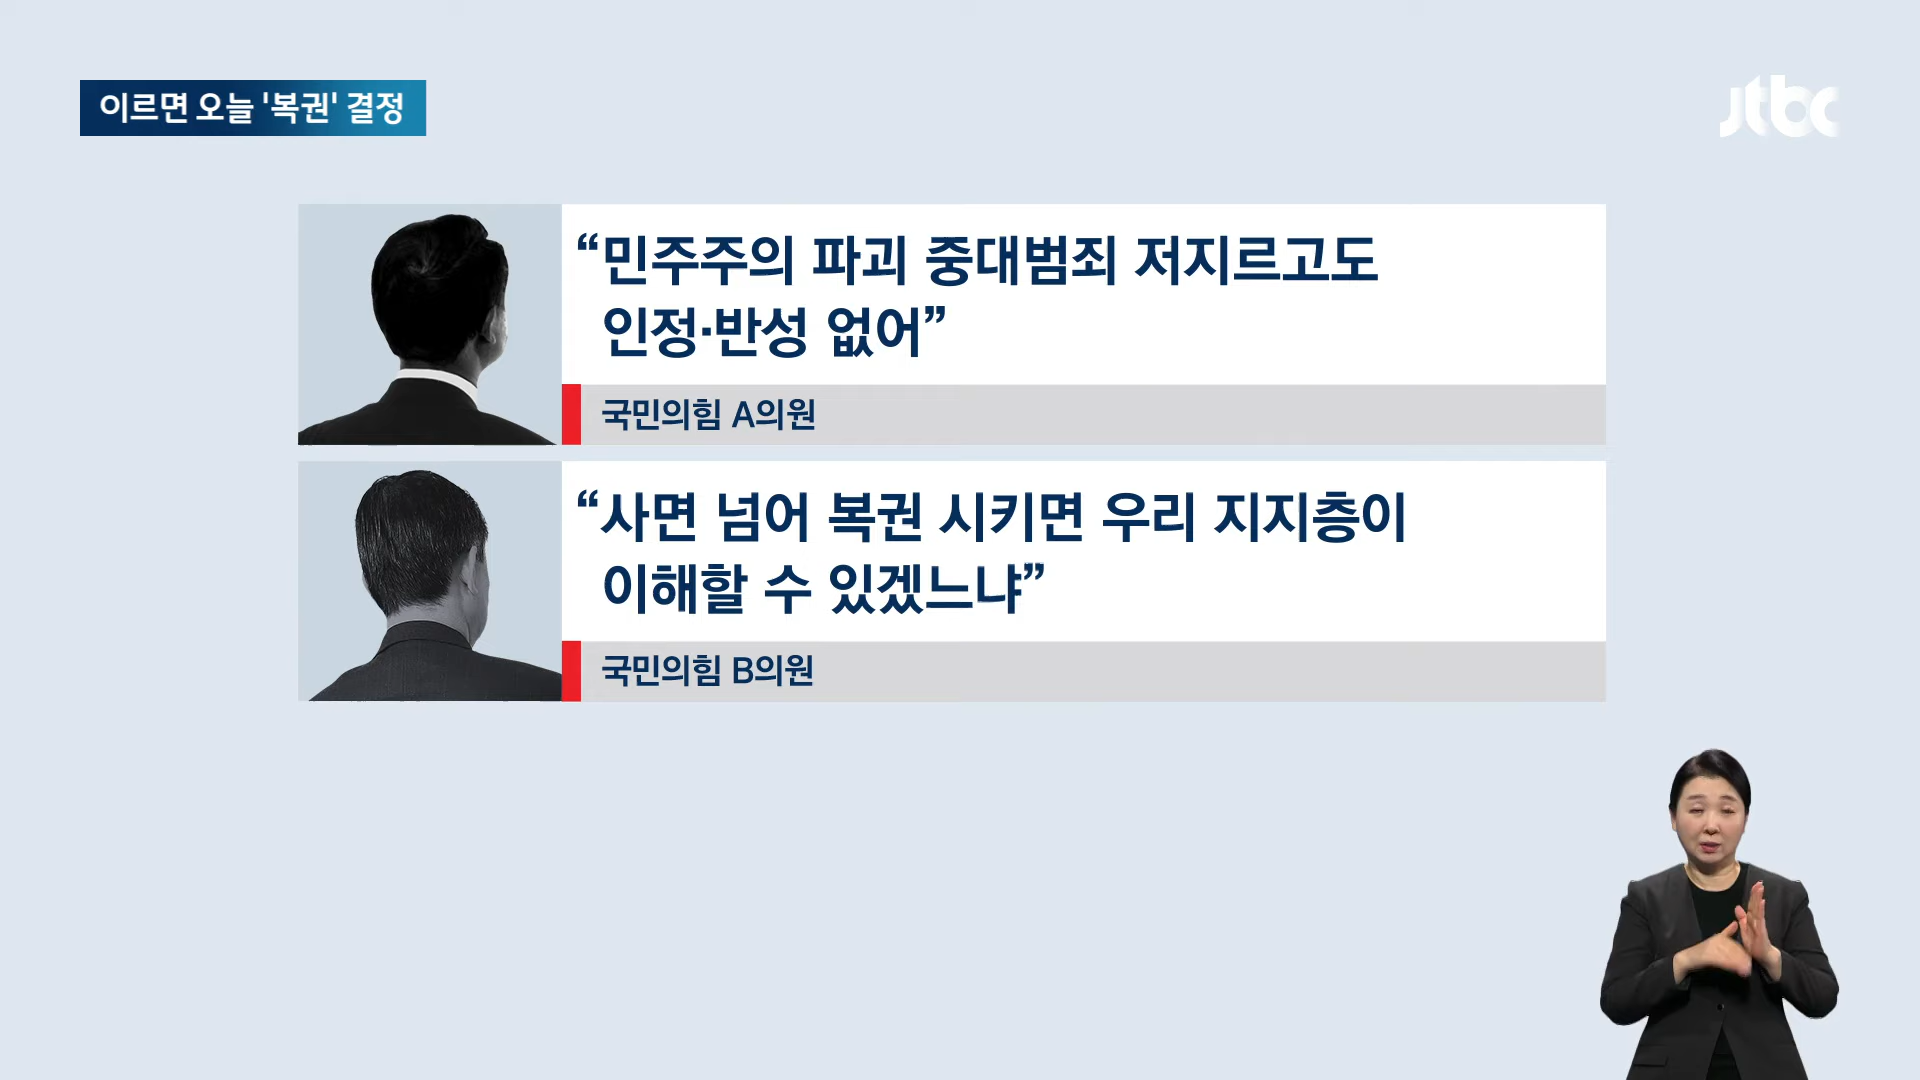 이르면 오늘 '복권' 결정
jtbc
“민주주의 파괴 중대범죄 저지르고도
인정·반성 없어”
국민의힘 A의원
“사면 넘어 복권 시키면 우리 지지층이
이해할 수 있겠느냐”
국민의힘 B의원